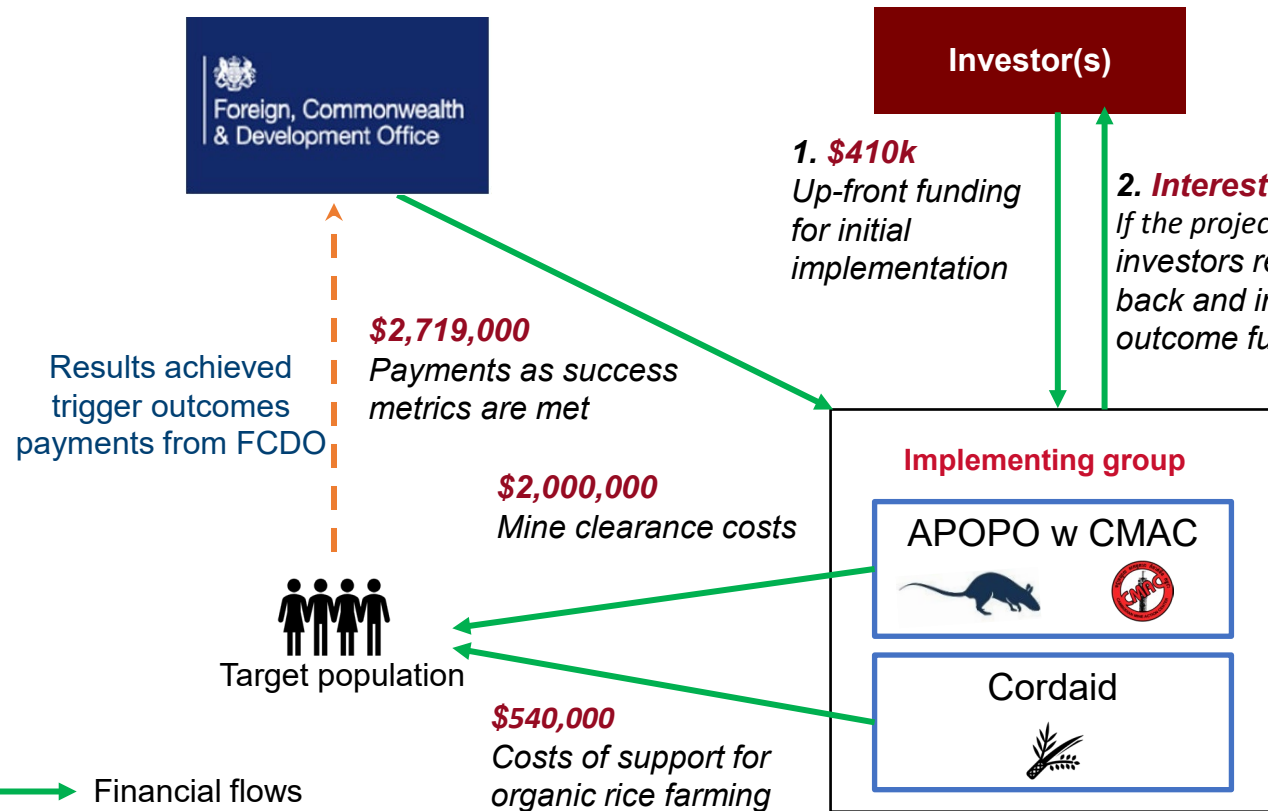 Foreign, Commonwealth
& Development Office
Investor(s)
1. $410k
Up-front funding
for initial
implementation
2. Interest
If the projec
investors re
back and in
outcome fu
$2,719,000
Payments as success
metrics are met
Results achieved
trigger outcomes
payments from FCDO
$2,000,000
Mine clearance costs
Implementing group
APOPO w CMAC
CMAC
Target population
Cordaid
$540,000
Costs of support for
organic rice farming
Financial flows